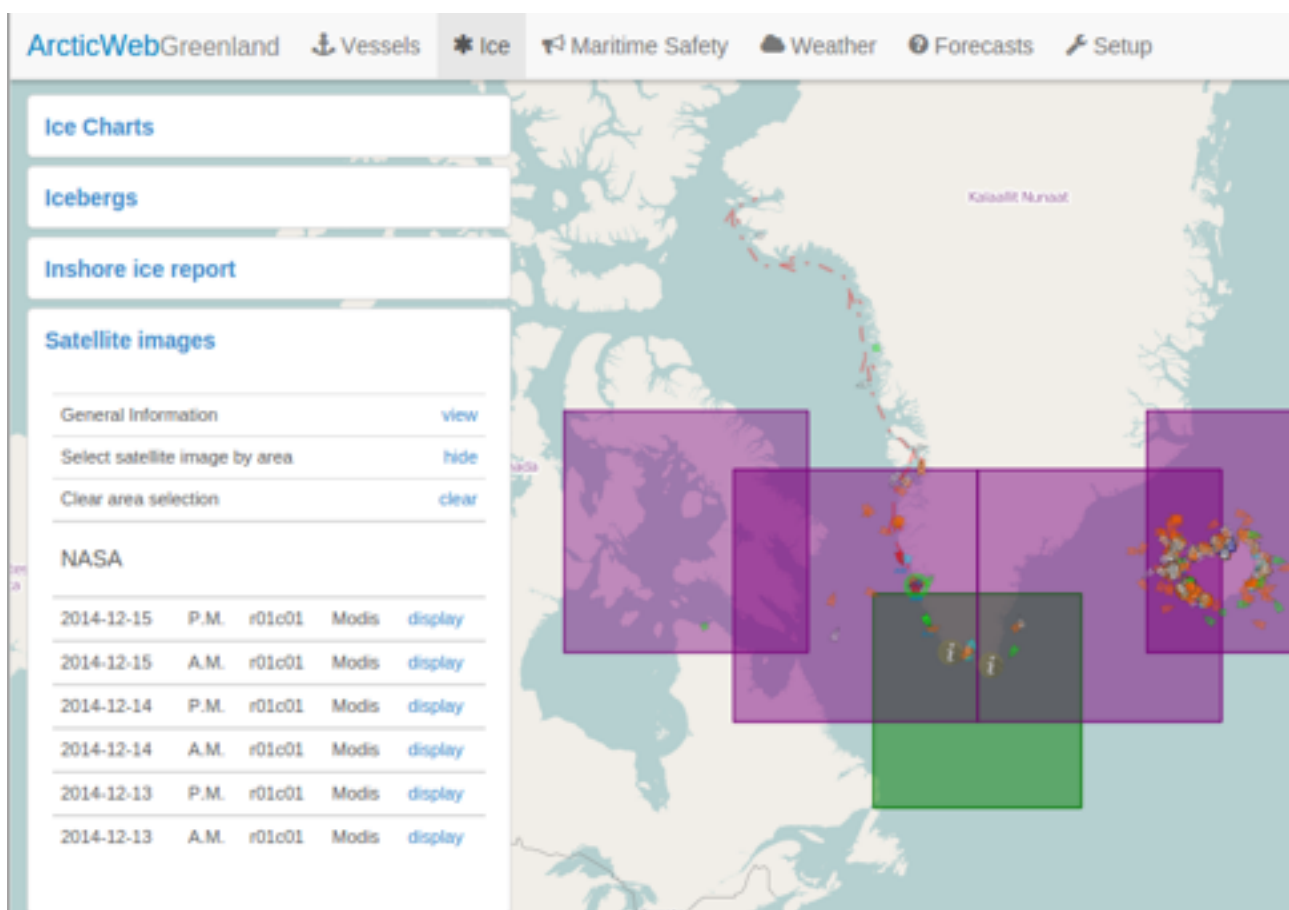 ArcticWebGreenland Vessels Ice Maritime Safety Weather Forecasts Setup
Ice Charts
Icebergs
Kalaallit Nunaat
Inshore ice report
Satellite images
General Information view
Select satellite image by area hide
Clear area selection clear
NASA
2014-12-15 P.M. r01c01 Modis display
2014-12-15 A.M. r01c01 Modis display
2014-12-14 P.M. r01c01 Modis display
2014-12-14 A.M. r01c01 Modis display
2014-12-13 P.M. r01c01 Modis display
2014-12-13 A.M. r01c01 Modis display